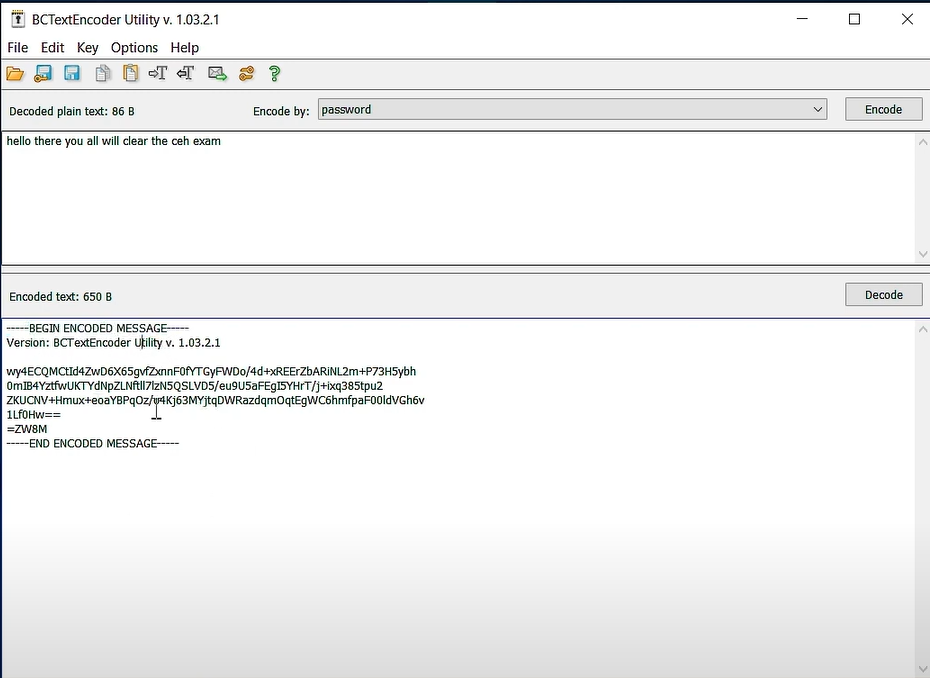 BCTextEncoder Utility v. 1.03.2.1
File Edit Key Options Help
Decoded plain text: 86 B Encode by: password Encode
hello there you all will clear the ceh exam
Encoded text: 650 B Decode
-----BEGIN ENCODED MESSAGE-----
Version: BCTextEncoder Utility v. 1.03.2.1
wy4ECQMCtId4ZwD6X65gvfZxnnF0fYTGyFWDo/4d+xREErZbARiNL2m+P73H5ybh
0mIB4YztfwUKTYdNpZLNftll7lzN5QSLVD5/eu9U5aFEgI5YHrT/j+ixq385tpu2
ZKUCNV+Hmux+eoaYBPqOz/v4Kj63MYjtqDWRazdqmOqtEgWC6hmfpaF00ldVGh6v
1Lf0Hw==
=ZW8M
-----END ENCODED MESSAGE-----